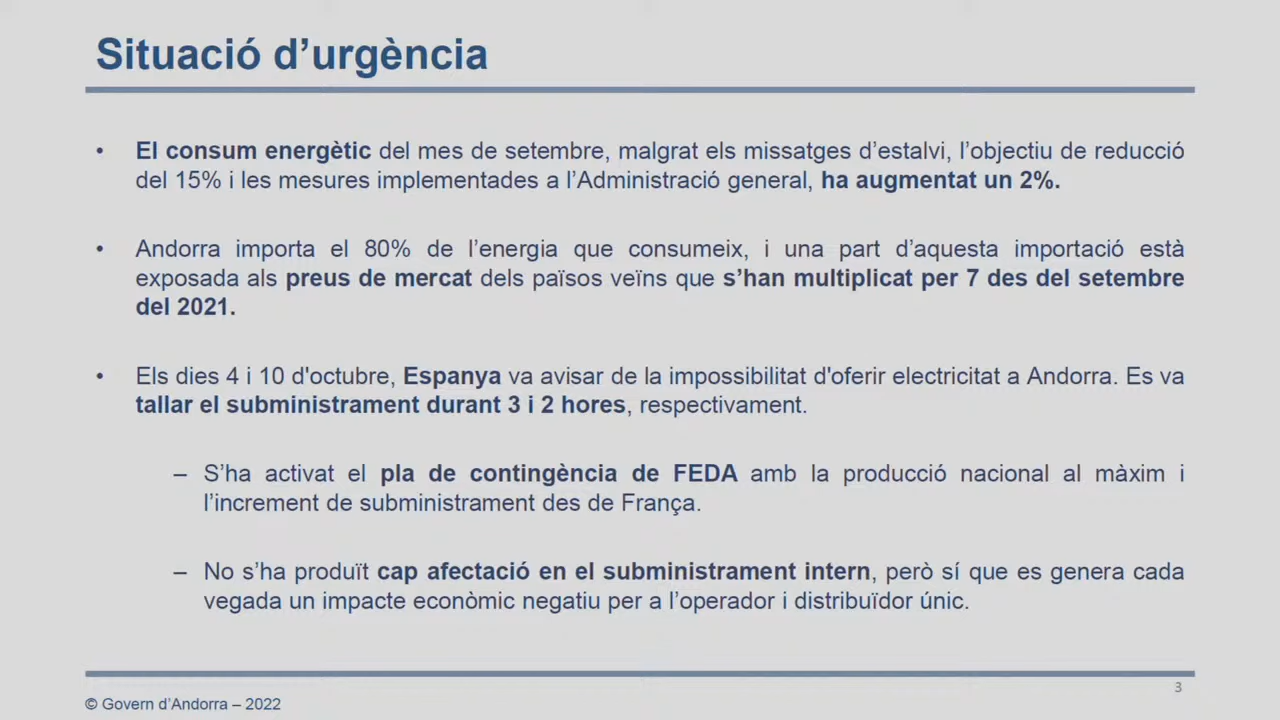 Situació d’urgència
• El consum energètic del mes de setembre, malgrat els missatges d’estalvi, l’objectiu de reducció
del 15% i les mesures implementades a l’Administració general, ha augmentat un 2%.
• Andorra importa el 80% de l’energia que consumeix, i una part d’aquesta importació està
exposada als preus de mercat dels països veïns que s’han multiplicat per 7 des del setembre
del 2021.
• Els dies 4 i 10 d'octubre, Espanya va avisar de la impossibilitat d'oferir electricitat a Andorra. Es va
tallar el subministrament durant 3 i 2 hores, respectivament.
– S’ha activat el pla de contingència de FEDA amb la producció nacional al màxim i
l’increment de subministrament des de França.
– No s’ha produït cap afectació en el subministrament intern, però sí que es genera cada
vegada un impacte econòmic negatiu per a l’operador i distribuïdor únic.
3
© Govern d’Andorra – 2022